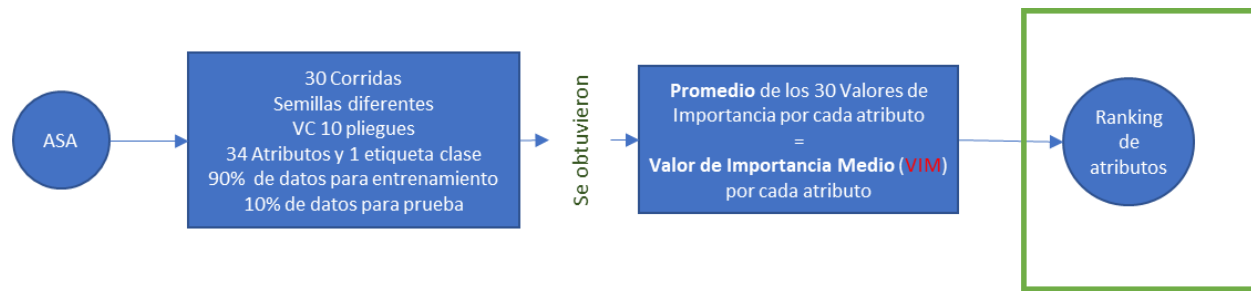 ASA
30 Corridas
Semillas diferentes
VC 10 pliegues
34 Atributos y 1 etiqueta clase
90% de datos para entrenamiento
10% de datos para prueba
Se obtuvieron
Promedio de los 30 Valores de
Importancia por cada atributo
=
Valor de Importancia Medio (VIM)
por cada atributo
Ranking
de
atributos